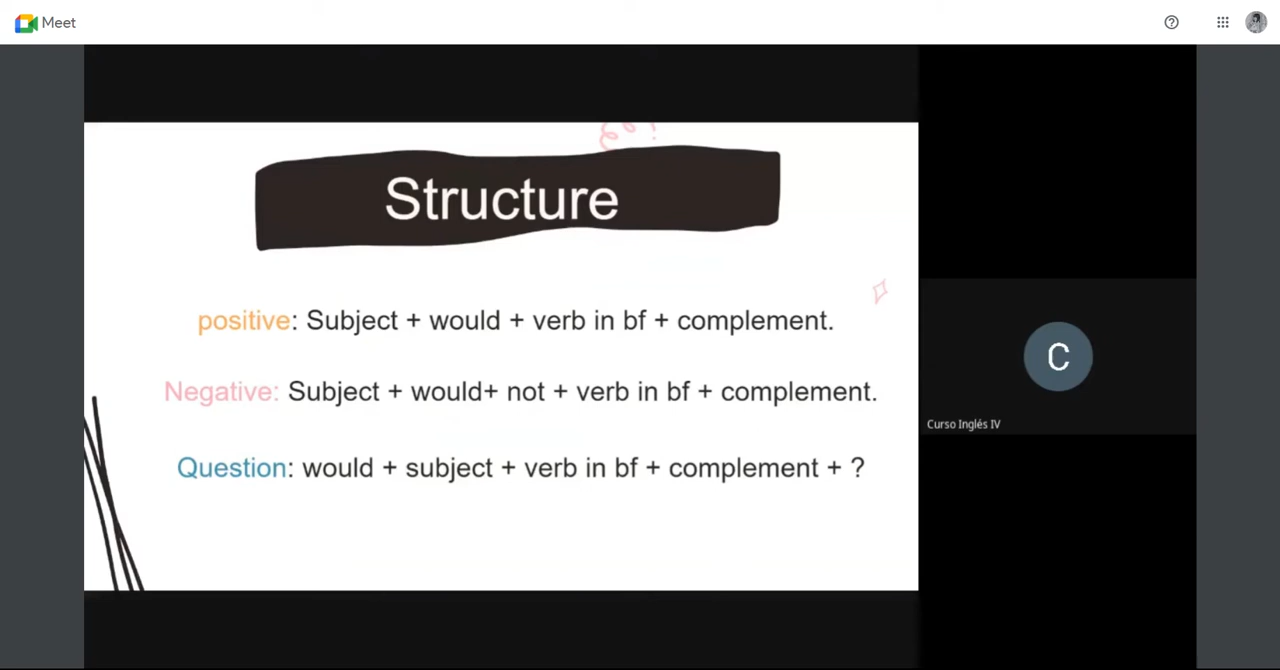 Meet
Structure
positive: Subject + would + verb in bf + complement.
Negative: Subject + would+ not + verb in bf + complement.
Question: would + subject + verb in bf + complement + ?
C
Curso Inglés IV